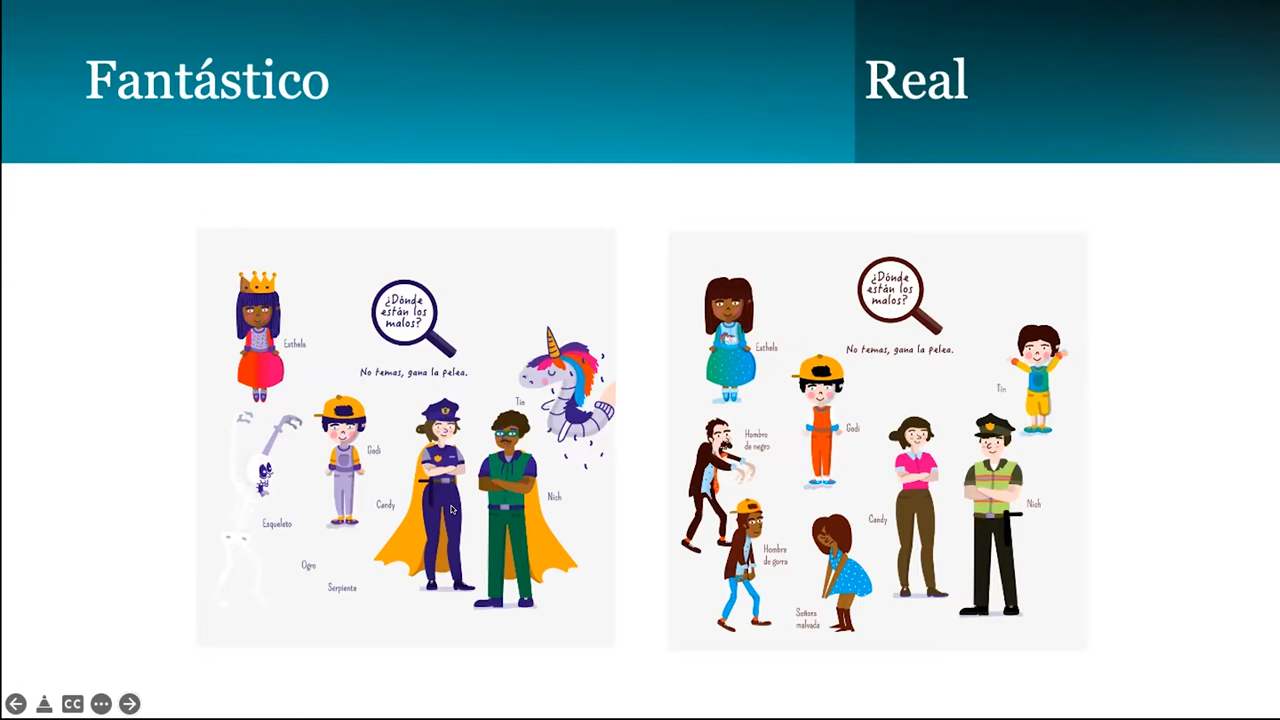 Fantástico
Real
¿Dónde
están los
malos?
Esthela
No temas, gana la pelea.
Tin
Godi
Nich
Candy
Esqueleto
Ogro
Serpiente
¿Dónde
están los
malos?
Esthela
No temas, gana la pelea.
Tin
Godi
Hombre
de negro
Nich
Candy
Hombre
de gorra
Señora
malvada
CC